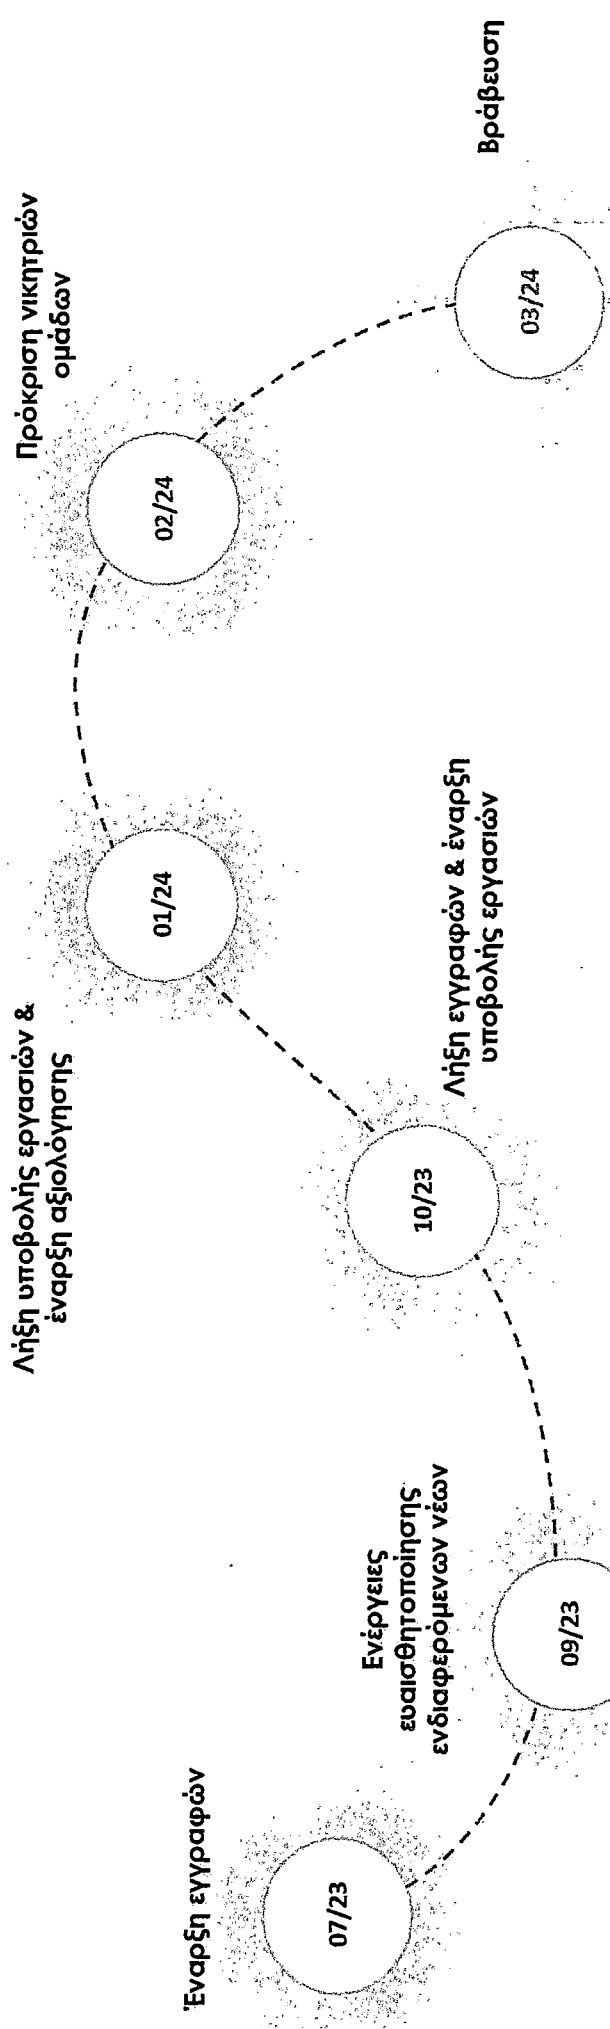 Έναρξη εγγραφών
07/23
Ενέργειες
ευαισθητοποίησης
ενδιαφερόμενων νέων
09/23
10/23
Λήξη εγγραφών & έναρξη
υποβολής εργασιών
Λήξη υποβολής εργασιών &
έναρξη αξιολόγησης
01/24
Πρόκριση νικητριών
ομάδων
02/24
Βράβευση
03/24